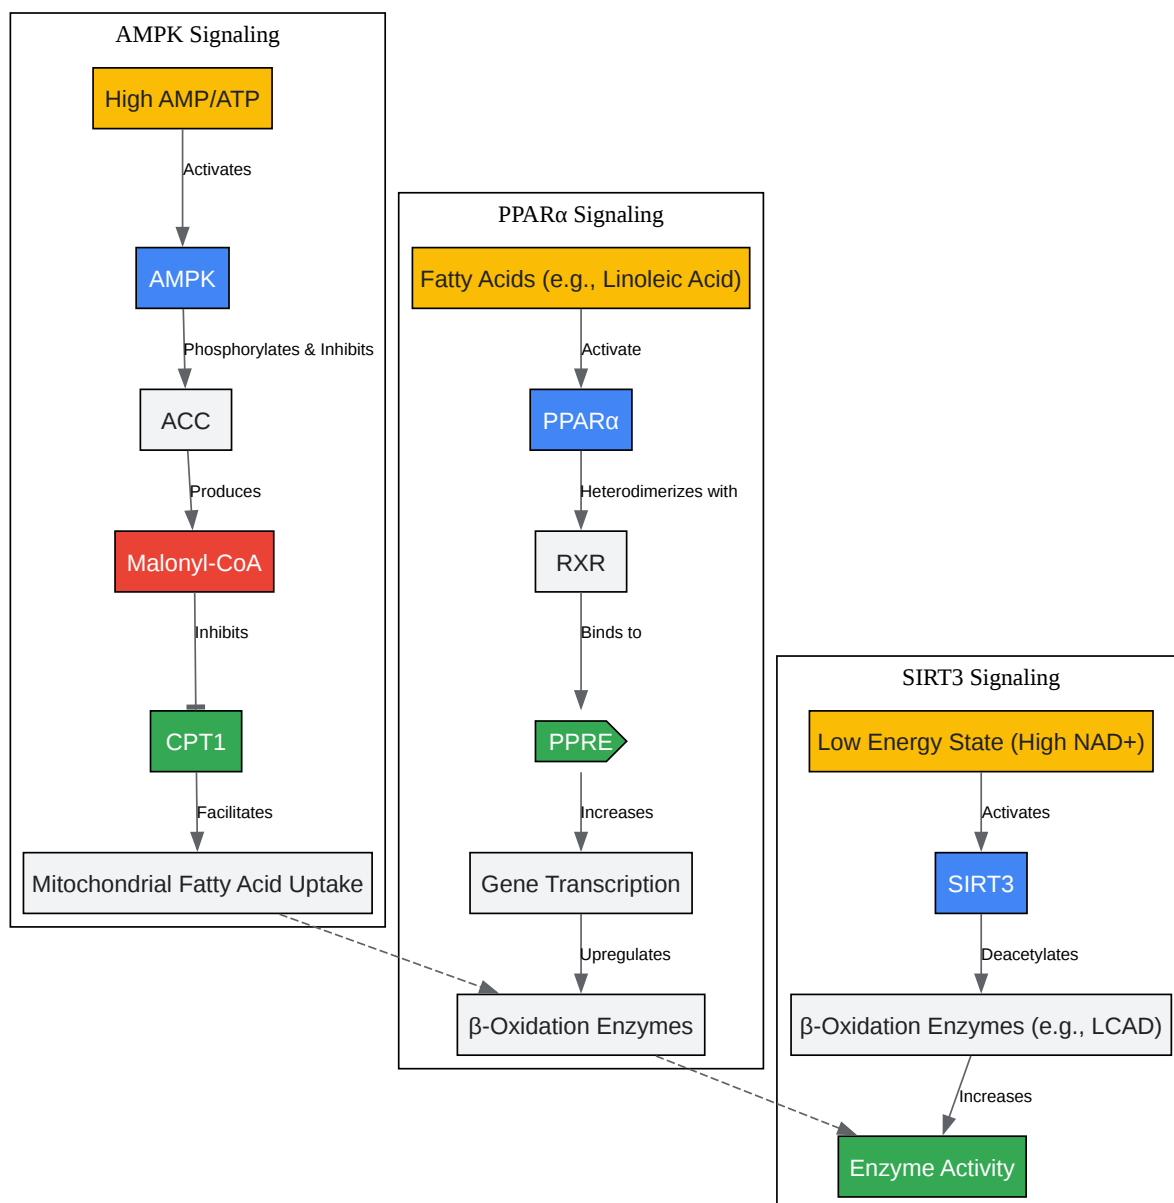 AMPK Signaling
High AMP/ATP
Activates
AMPK
Phosphorylates & Inhibits
ACC
Produces
Malonyl-CoA
Inhibits
CPT1
Facilitates
Mitochondrial Fatty Acid Uptake
PPARα Signaling
Fatty Acids (e.g., Linoleic Acid)
Activate
PPARα
Heterodimerizes with
RXR
Binds to
PPRE
Increases
Gene Transcription
Upregulates
β-Oxidation Enzymes
SIRT3 Signaling
Low Energy State (High NAD+)
Activates
SIRT3
Deacetylates
β-Oxidation Enzymes (e.g., LCAD)
Increases
Enzyme Activity